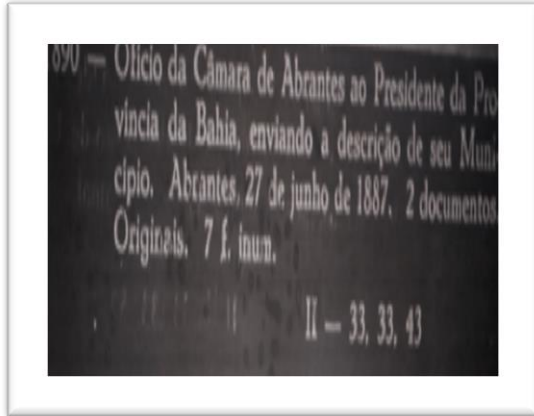 890 — Ofício da Câmara de Abrantes ao Presidente da Pro
víncia da Bahia, enviando a descrição de seu Muni-
cípio. Abrantes, 27 de junho de 1887. 2 documentos.
Originais. 7 f. inum.
II — 33, 33, 43